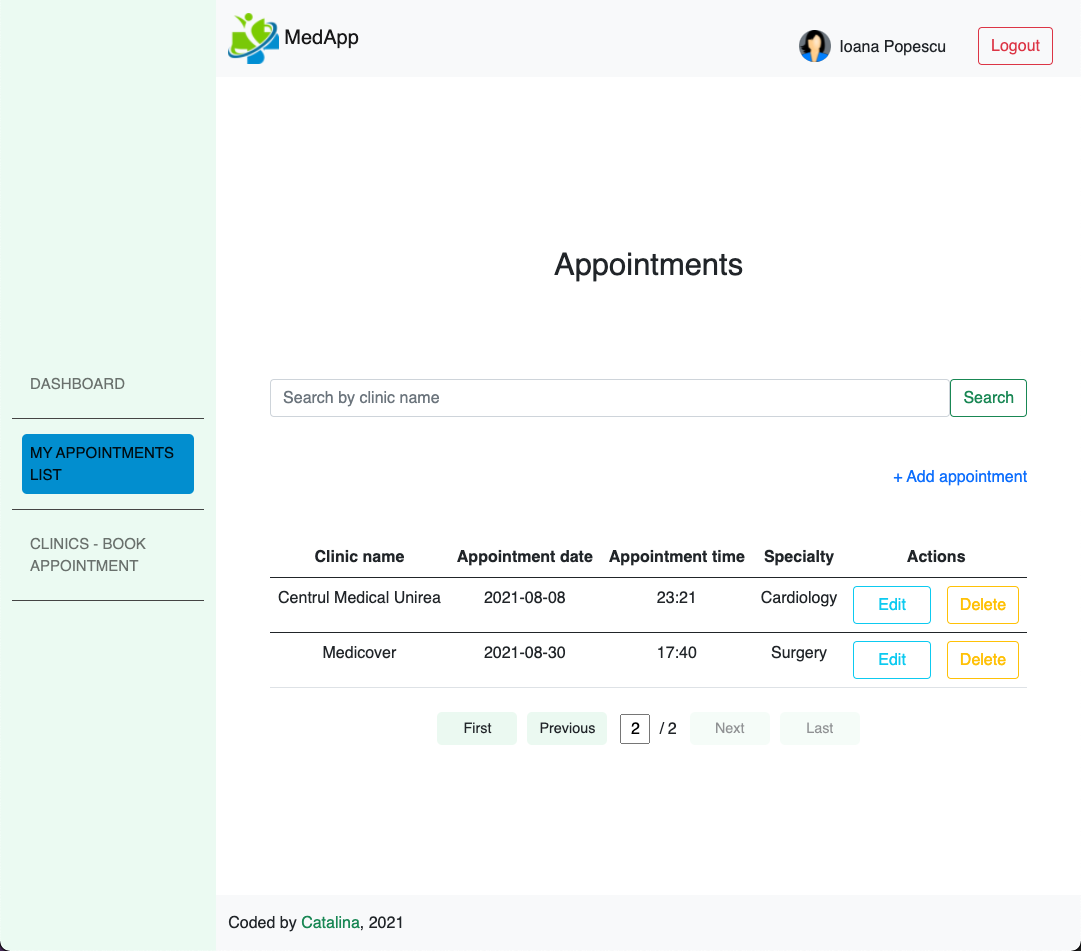 MedApp
Ioana Popescu
Logout
Appointments
DASHBOARD
MY APPOINTMENTS
LIST
CLINICS - BOOK
APPOINTMENT
Search by clinic name
Search
+ Add appointment
Clinic name Appointment date Appointment time Specialty Actions
Centrul Medical Unirea 2021-08-08 23:21 Cardiology Edit Delete
Medicover 2021-08-30 17:40 Surgery Edit Delete
First Previous 2 / 2 Next Last
Coded by Catalina, 2021